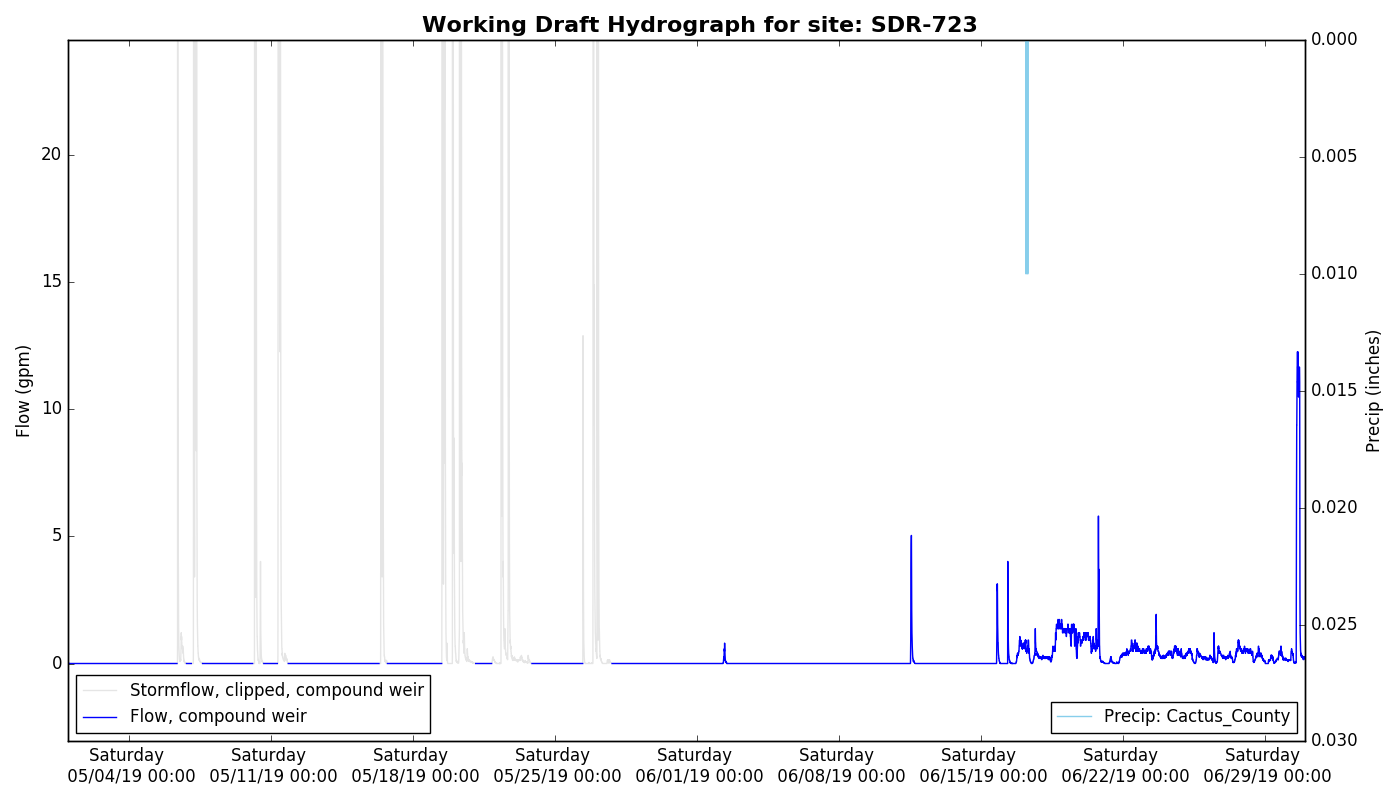 Working Draft Hydrograph for site: SDR-723
Flow (gpm)
20
15
10
5
0
0.000
0.005
0.010
0.015
0.020
0.025
0.030
Precip (inches)
Stormflow, clipped, compound weir
Flow, compound weir
Precip: Cactus_County
Saturday
05/04/19 00:00
Saturday
05/11/19 00:00
Saturday
05/18/19 00:00
Saturday
05/25/19 00:00
Saturday
06/01/19 00:00
Saturday
06/08/19 00:00
Saturday
06/15/19 00:00
Saturday
06/22/19 00:00
Saturday
06/29/19 00:00